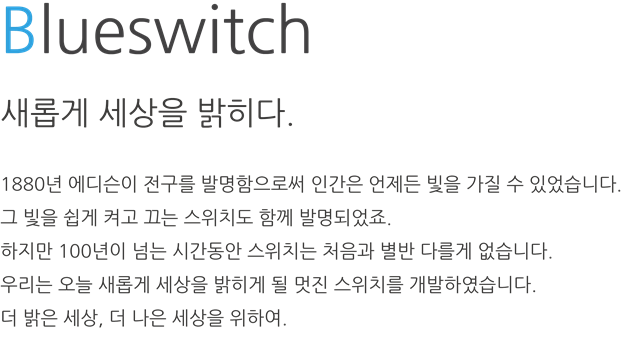 Blueswitch
새롭게 세상을 밝히다.
1880년 에디슨이 전구를 발명함으로써 인간은 언제든 빛을 가질 수 있었습니다.
그 빛을 쉽게 켜고 끄는 스위치도 함께 발명되었죠.
하지만 100년이 넘는 시간동안 스위치는 처음과 별반 다를게 없습니다.
우리는 오늘 새롭게 세상을 밝히게 될 멋진 스위치를 개발하였습니다.
더 밝은 세상, 더 나은 세상을 위하여.